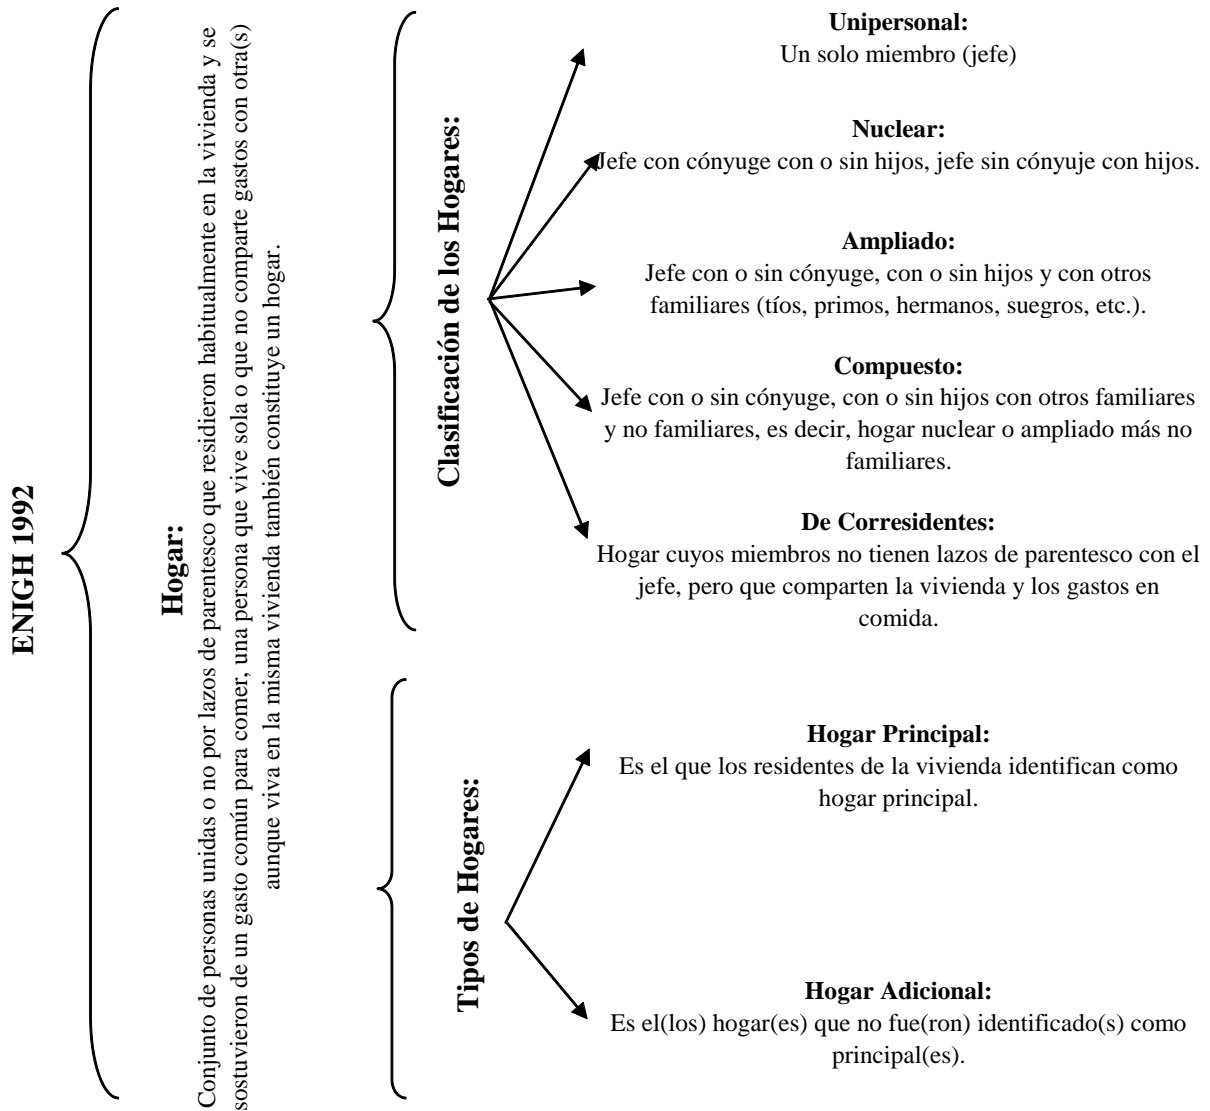 ENIGH 1992
Hogar:
Conjunto de personas unidas o no por lazos de parentesco que residieron habitualmente en la vivienda y se
sostuvieron de un gasto común para comer, una persona que vive sola o que no comparte gastos con otra(s)
aunque viva en la misma vivienda también constituye un hogar.
Clasificación de los Hogares:
Unipersonal:
Un solo miembro (jefe)
Nuclear:
Jefe con cónyuge con o sin hijos, jefe sin cónyuje con hijos.
Ampliado:
Jefe con o sin cónyuge, con o sin hijos y con otros
familiares (tíos, primos, hermanos, suegros, etc.).
Compuesto:
Jefe con o sin cónyuge, con o sin hijos con otros familiares
y no familiares, es decir, hogar nuclear o ampliado más no
familiares.
De Corresidentes:
Hogar cuyos miembros no tienen lazos de parentesco con el
jefe, pero que comparten la vivienda y los gastos en
comida.
Tipos de Hogares:
Hogar Principal:
Es el que los residentes de la vivienda identifican como
hogar principal.
Hogar Adicional:
Es el(los) hogar(es) que no fue(ron) identificado(s) como
principal(es).